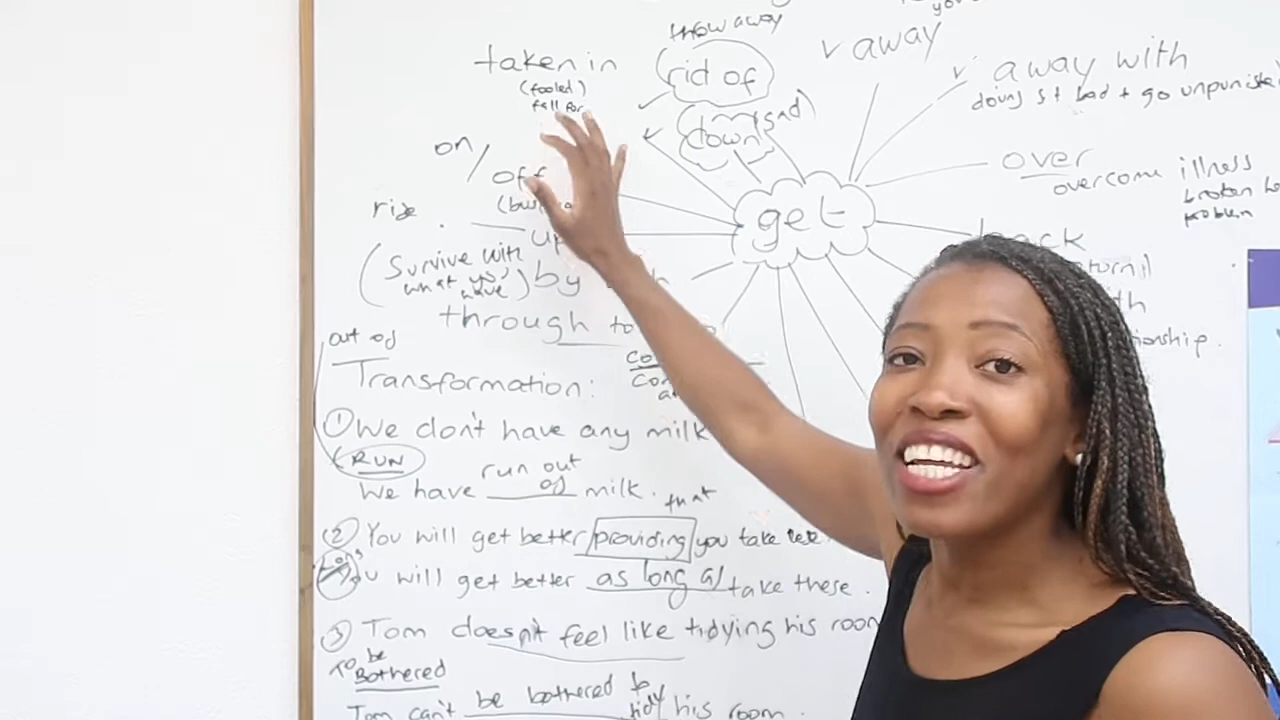 throw away
taken in
(fooled)
fall for
rid of
(sad)
down
✓ away
✓ away with
doing st bad + go unpunished
on / off
over
overcome illness
problem
get
rise
up
(Survive with
what you
have)
by
through to
out of
Transformation:
① We don't have any milk
(RUN)
We have run out of milk.
that
(2) You will get better providing you take
will get better as long as take these.
③ Tom doesn't feel like tidying his room
to be
Bothered
Tom can't be bothered to tidy his room.